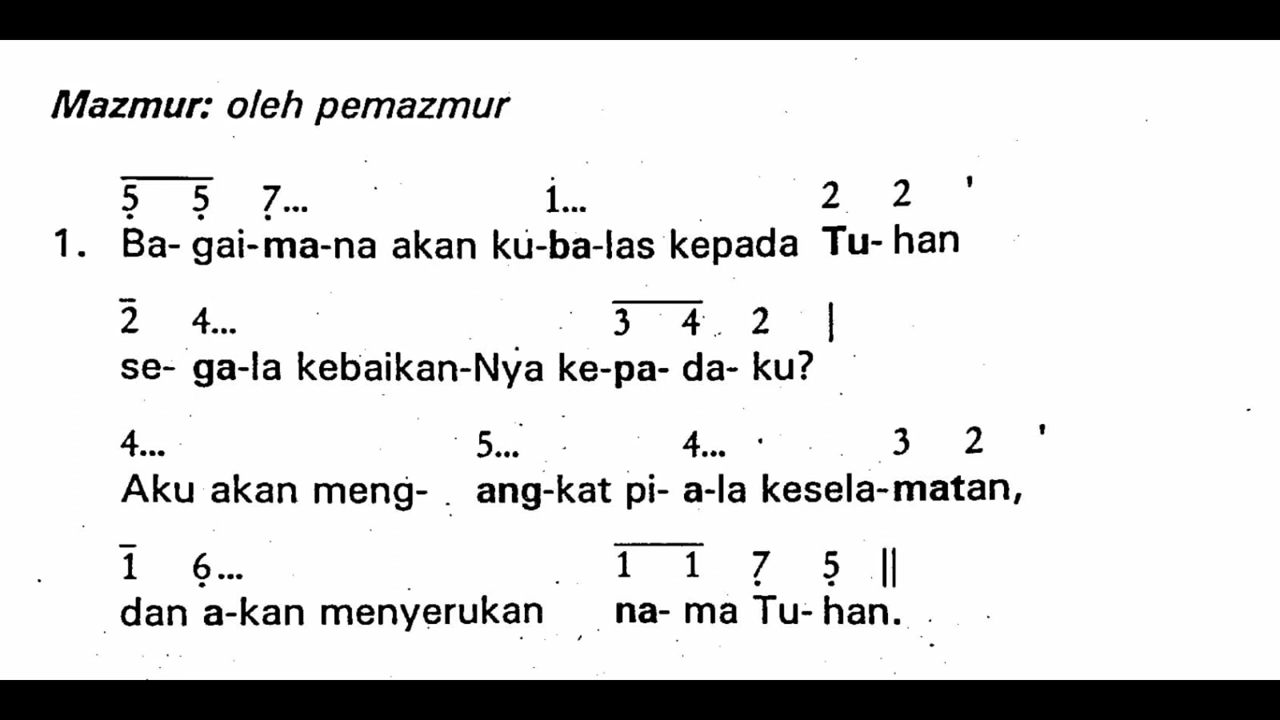 Mazmur: oleh pemazmur
5̣ 5̣ 7̣... 1... 2 2 '
1. Ba- gai-ma-na akan ku-ba-las kepada Tu- han
2 4... 3 4 2 |
se- ga-la kebaikan-Nya ke-pa- da- ku?
4... 5... 4... 3 2 '
Aku akan meng- ang-kat pi- a-la kesela-matan,
1 6̣... 1 1 7̣ 5̣ ||
dan a-kan menyerukan na- ma Tu- han.